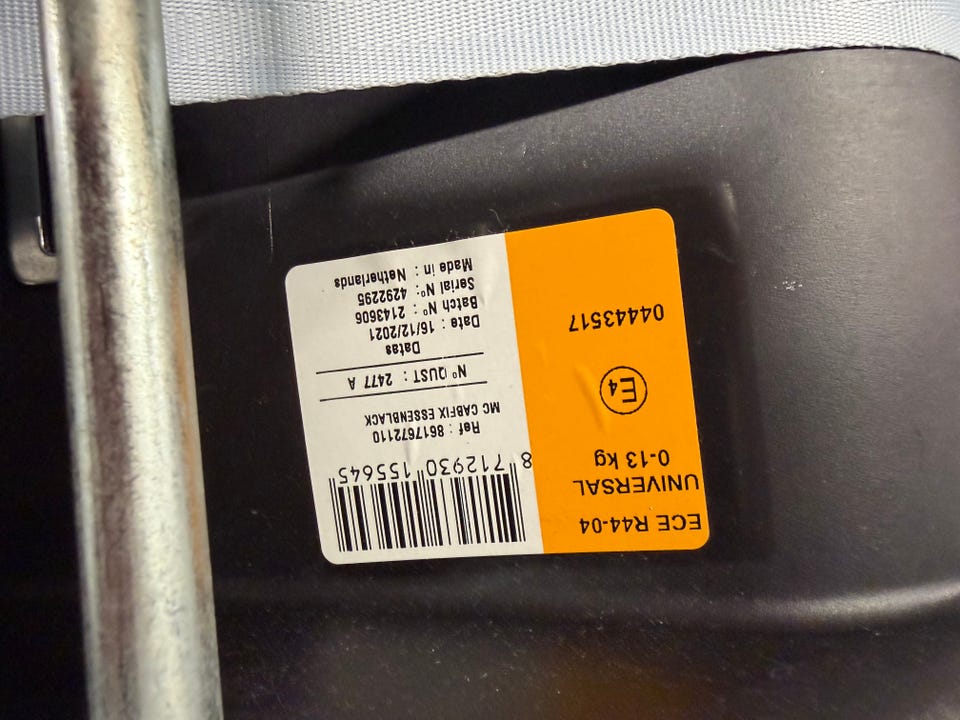 ECE R44-04
UNIVERSAL
0-13 kg
E4
04443517
8 712930 155645
Ref : 8617672110
MC CABFIX ESSENBLACK
N° QUST : 2477 A
Datas
Date : 16/12/2021
Batch N° : 2143606
Serial N° : 4292295
Made in : Netherlands